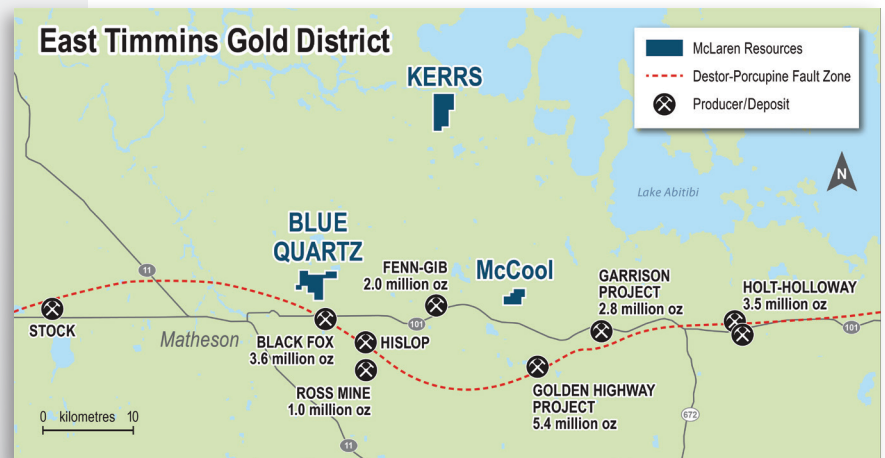 East Timmins Gold District
McLaren Resources
Destor-Porcupine Fault Zone
Producer/Deposit
KERRS
N
Lake Abitibi
BLUE
QUARTZ
FENN-GIB
2.0 million oz
McCool
GARRISON
PROJECT
2.8 million oz
HOLT-HOLLOWAY
3.5 million oz
11
STOCK
Matheson
BLACK FOX
3.6 million oz
HISLOP
101
101
ROSS MINE
1.0 million oz
GOLDEN HIGHWAY
PROJECT
5.4 million oz
0 kilometres 10
11
672